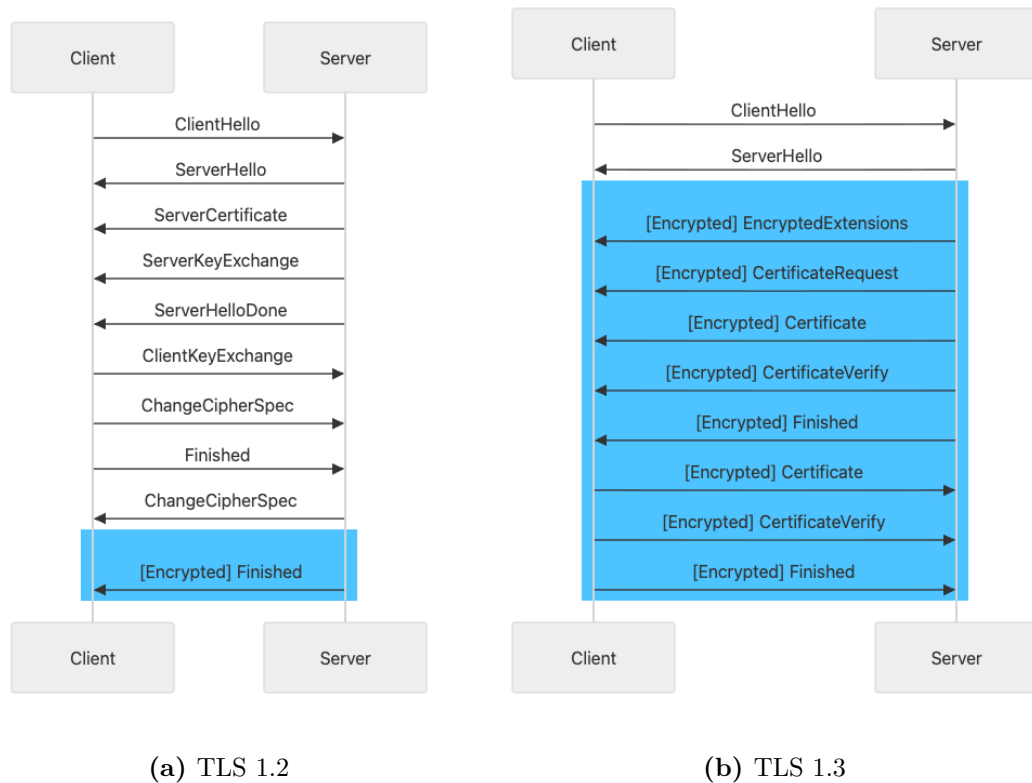 Client
Server
ClientHello
ServerHello
ServerCertificate
ServerKeyExchange
ServerHelloDone
ClientKeyExchange
ChangeCipherSpec
Finished
ChangeCipherSpec
[Encrypted] Finished
Client
Server
(a) TLS 1.2
Client
Server
ClientHello
ServerHello
[Encrypted] EncryptedExtensions
[Encrypted] CertificateRequest
[Encrypted] Certificate
[Encrypted] CertificateVerify
[Encrypted] Finished
[Encrypted] Certificate
[Encrypted] CertificateVerify
[Encrypted] Finished
Client
Server
(b) TLS 1.3